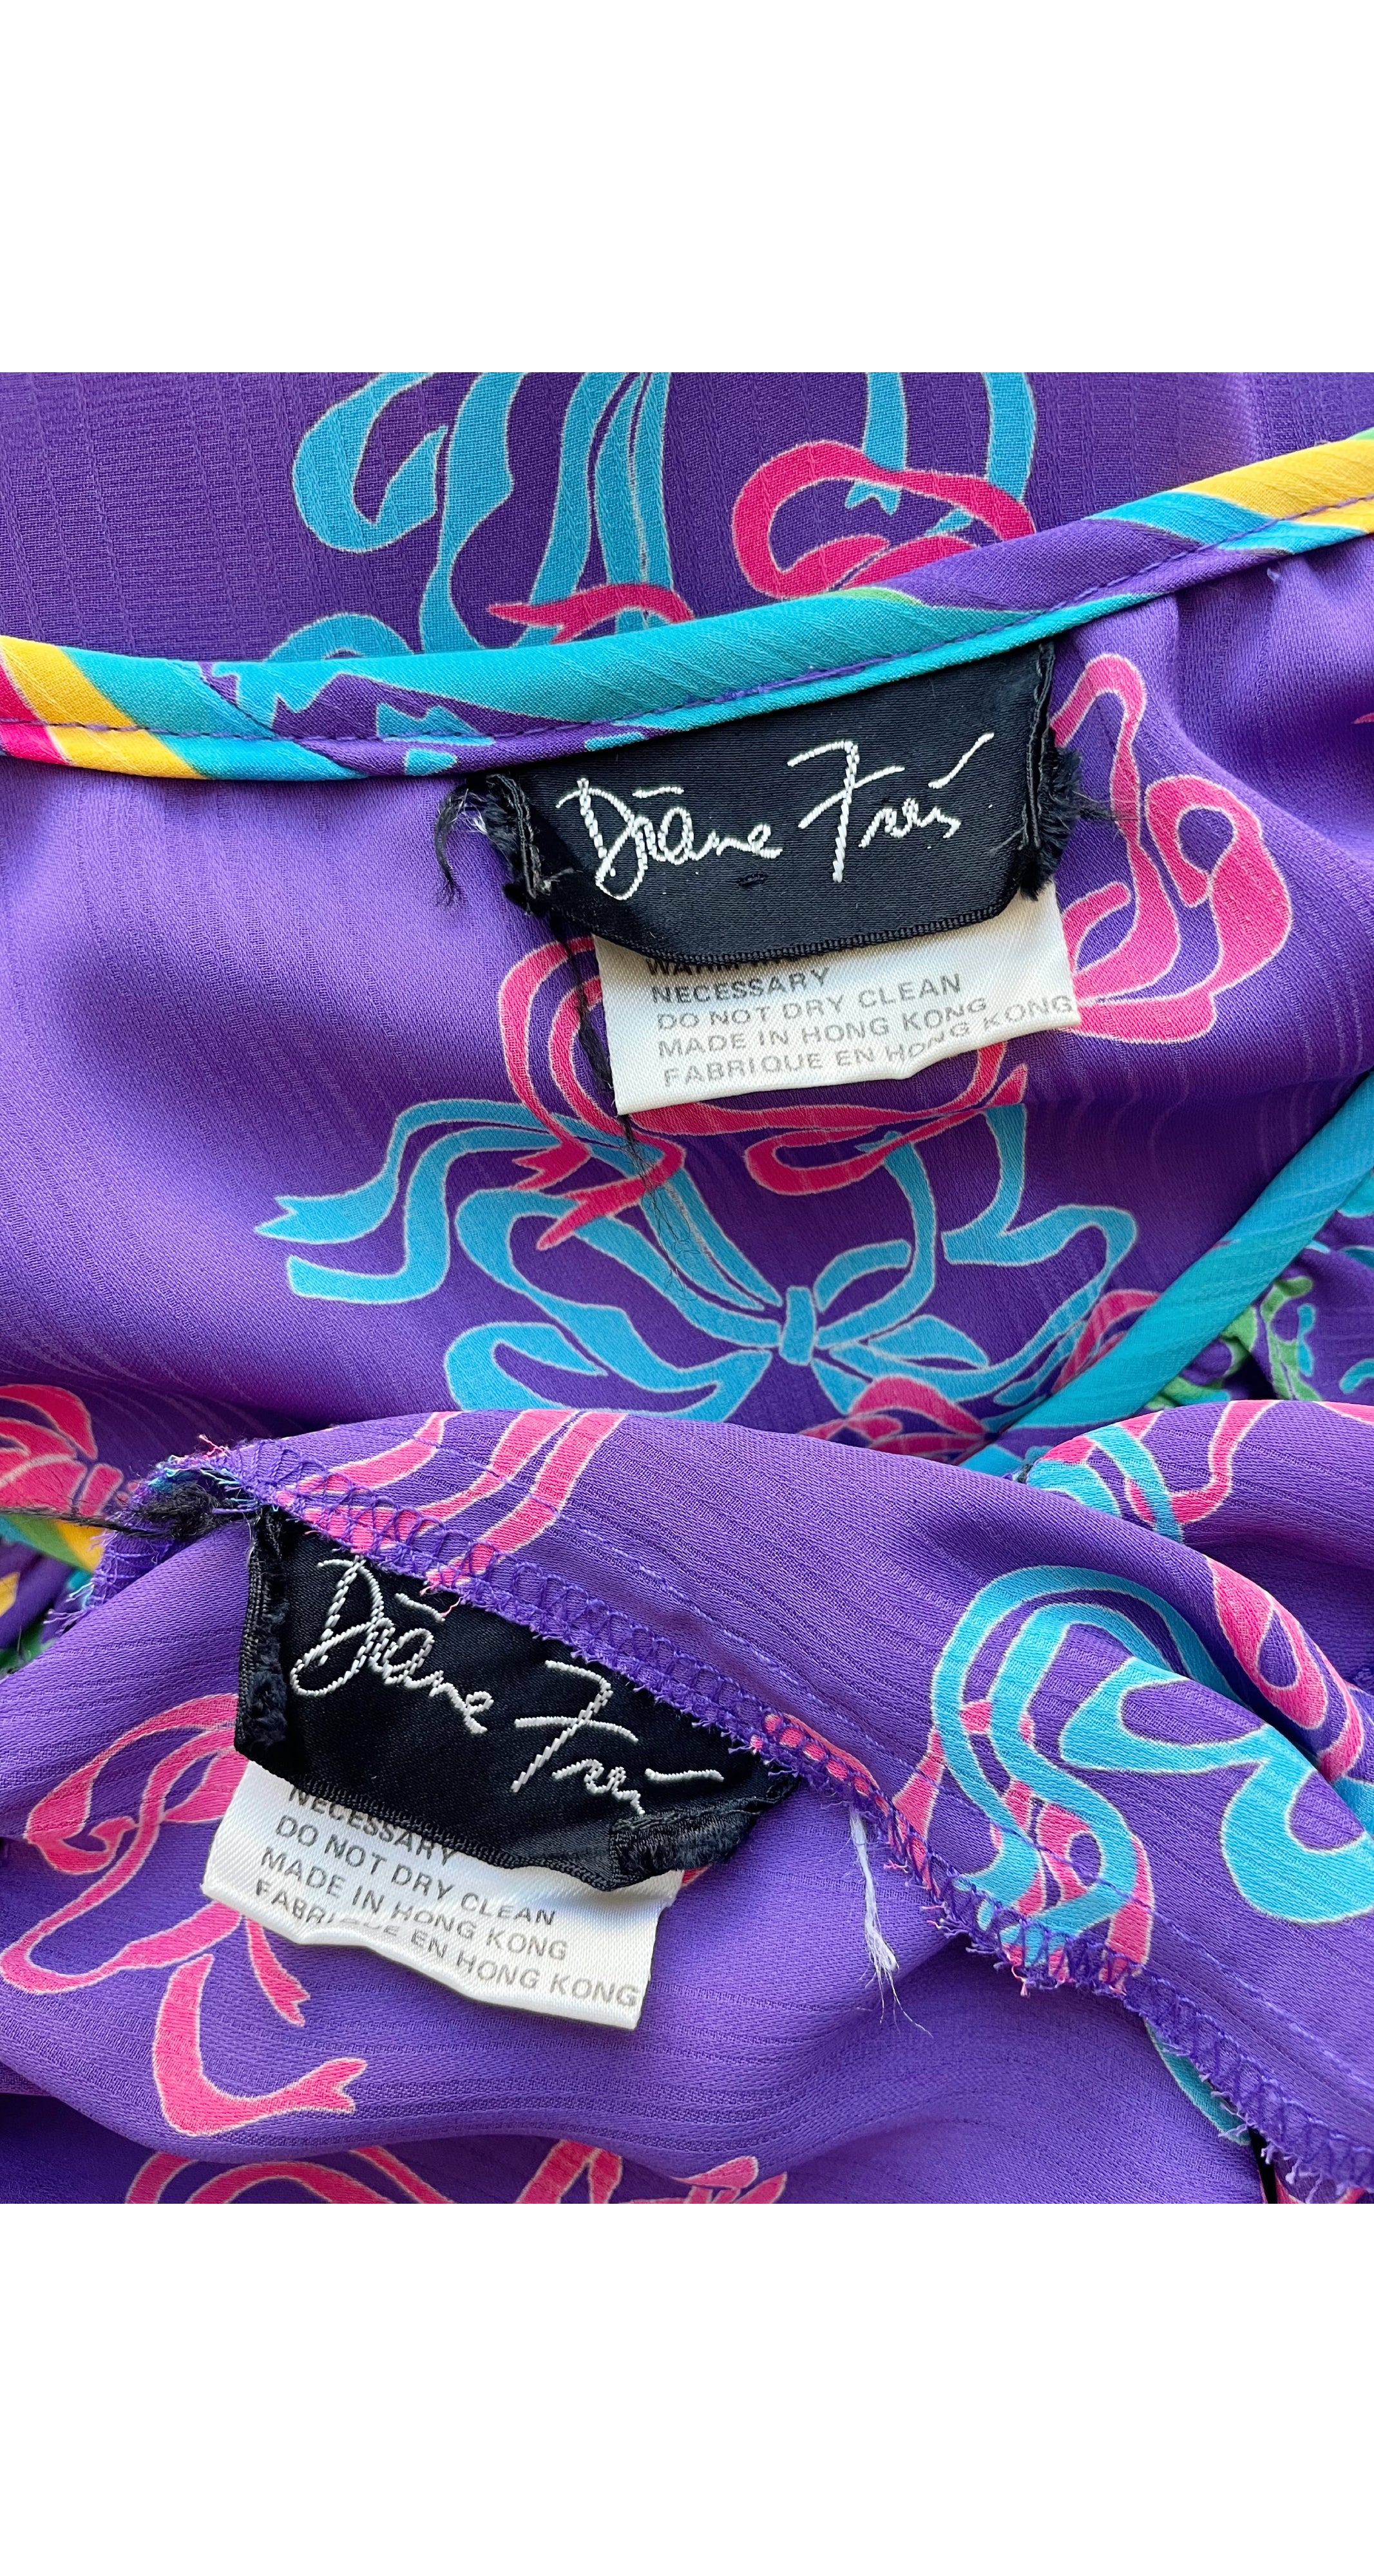 Diane Freis
NECESSARY
DO NOT DRY CLEAN
MADE IN HONG KONG
FABRIQUE EN HONG KONG
Diane Freis
NECESSARY
DO NOT DRY CLEAN
MADE IN HONG KONG
FABRIQUE EN HONG KONG